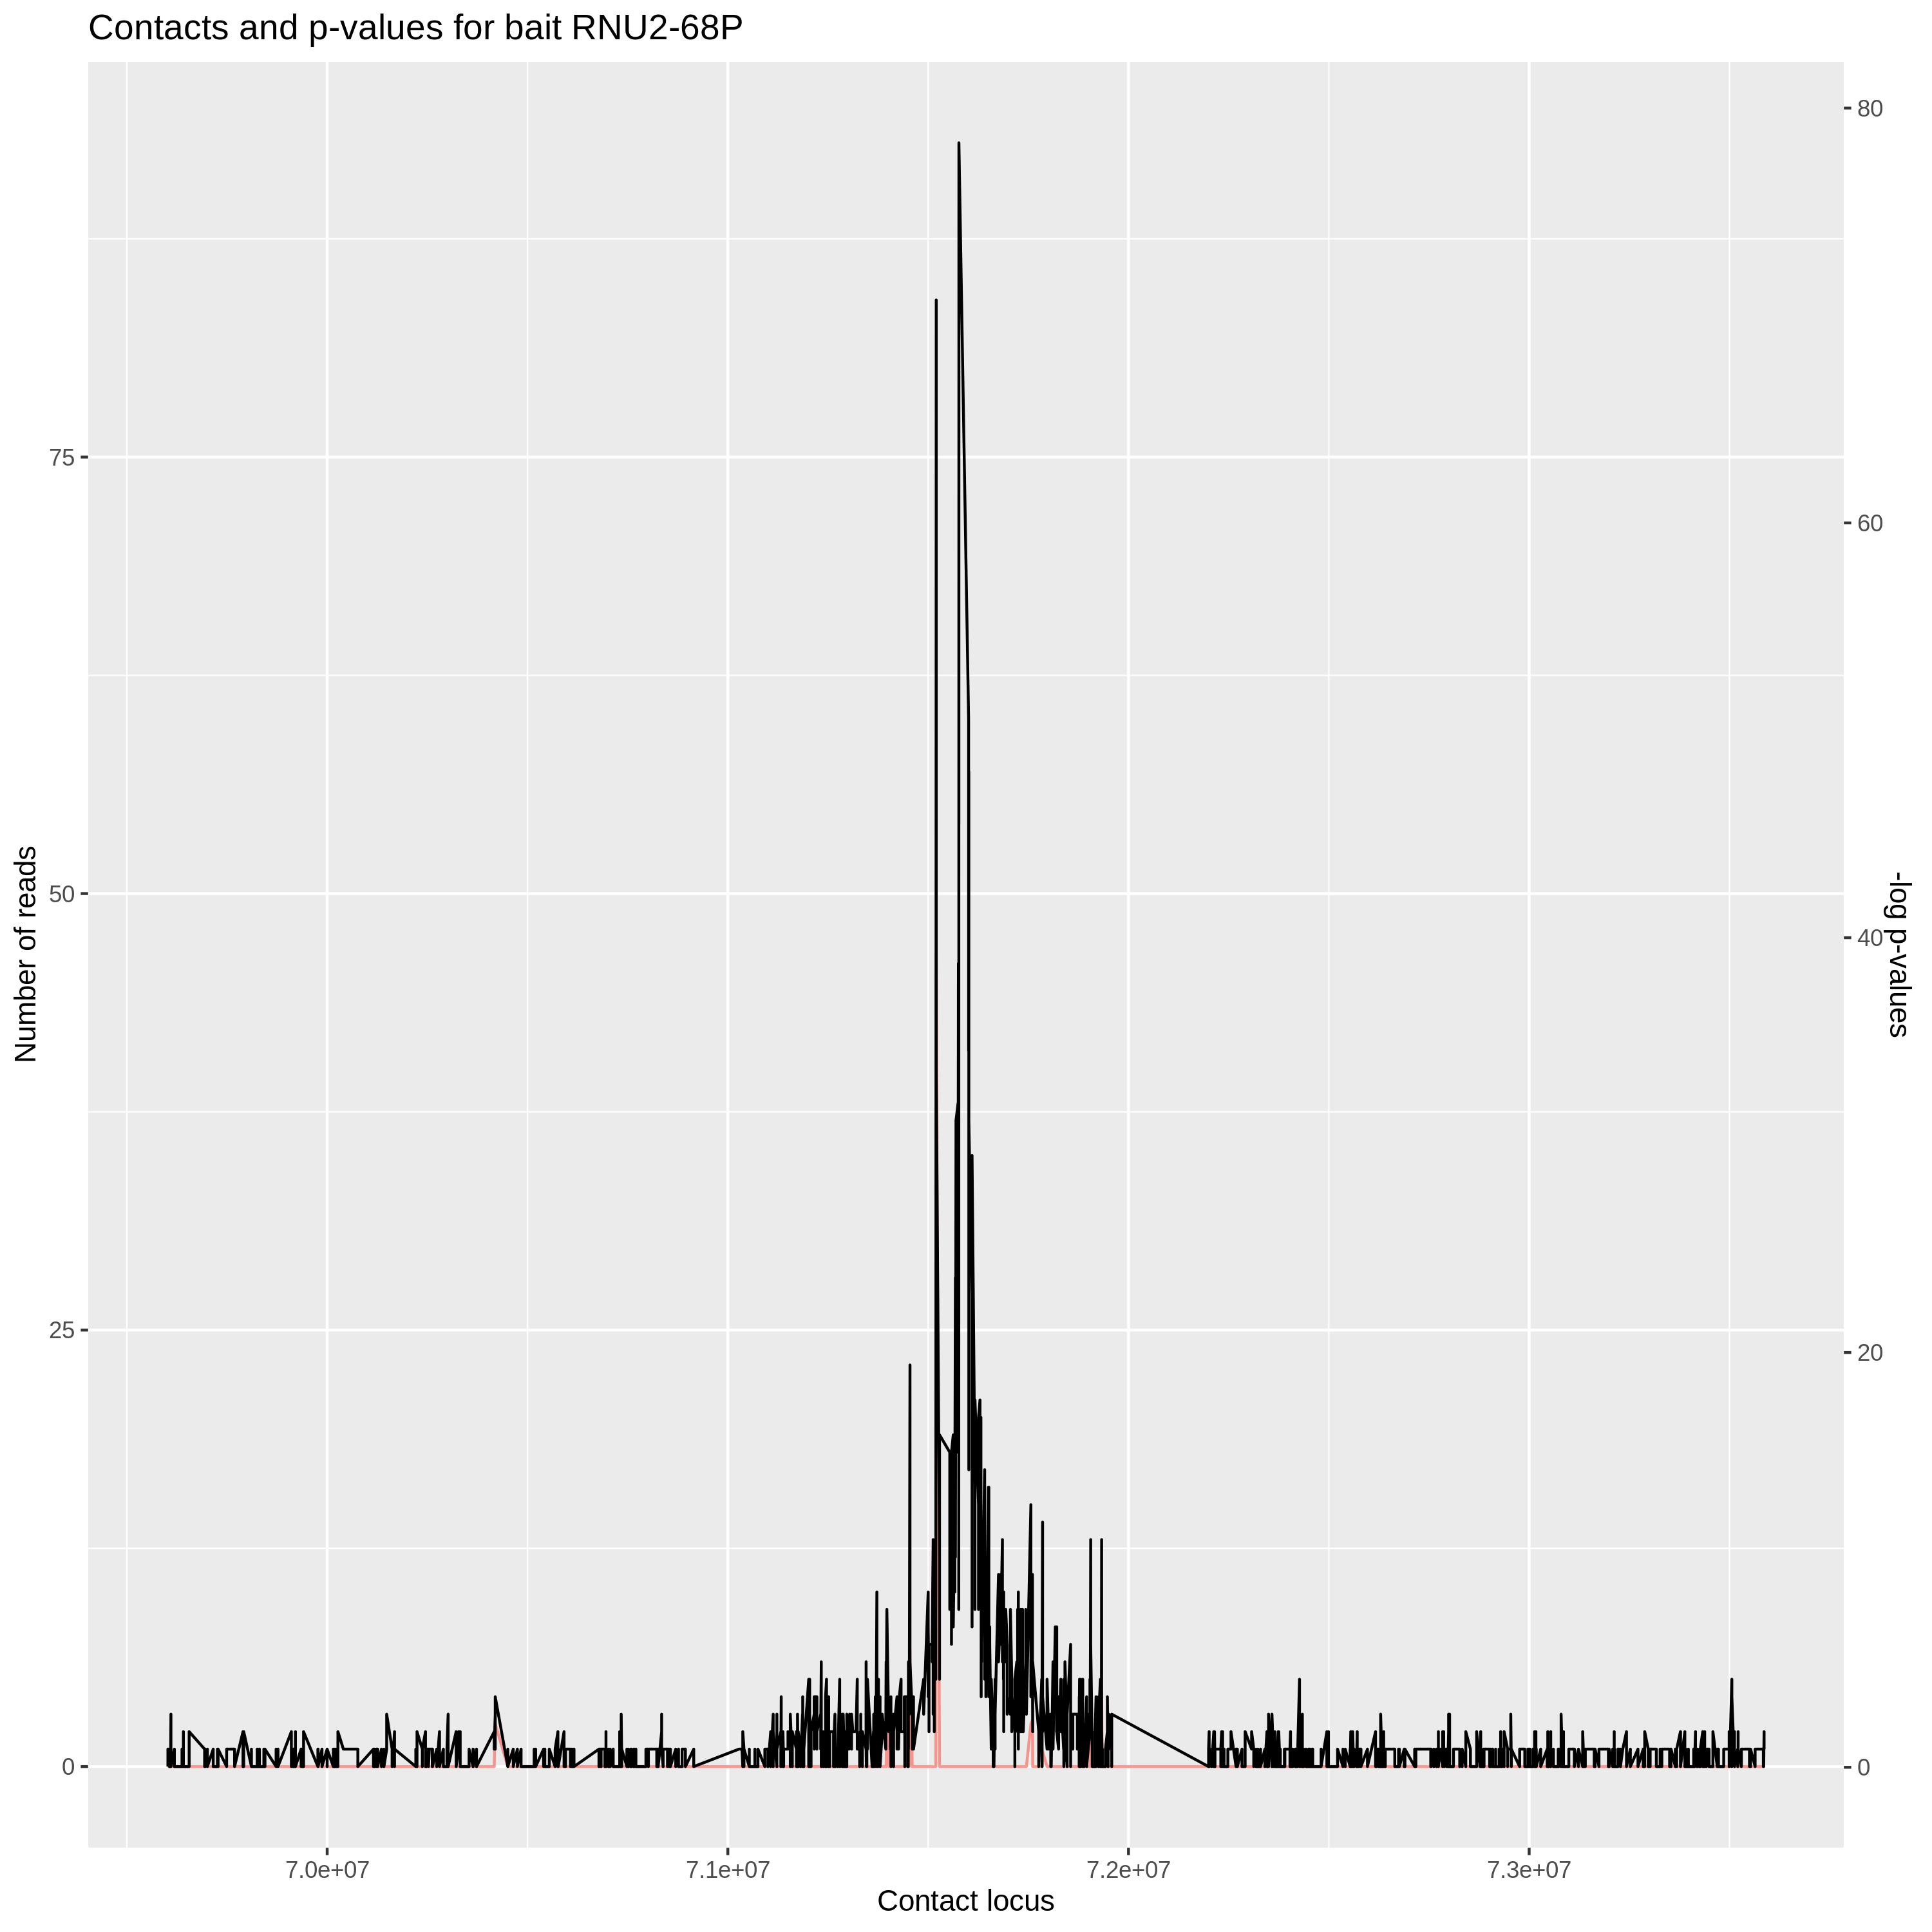 Contacts and p-values for bait RNU2-68P
80
75
60
50
40
25
20
0
0
Number of reads
-log p-values
7.0e+07
7.1e+07
7.2e+07
7.3e+07
Contact locus